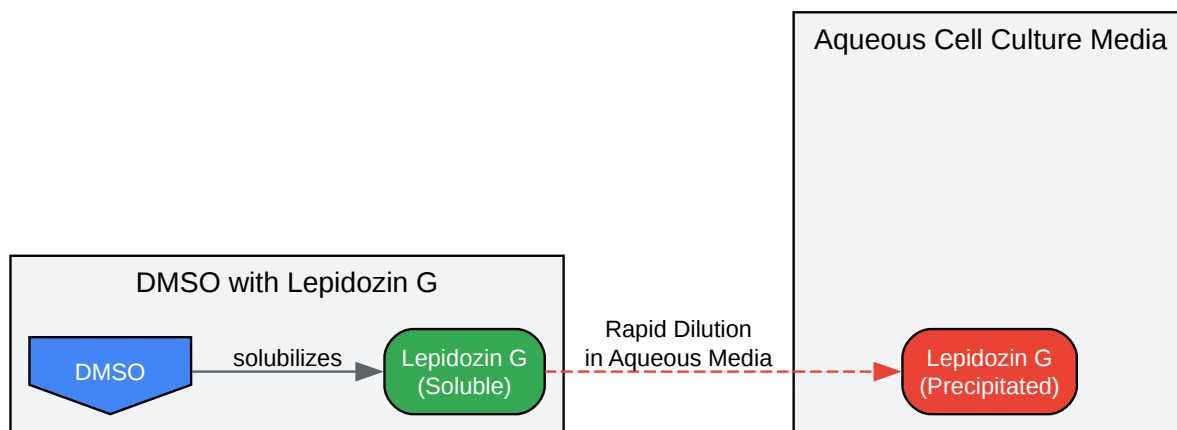 Aqueous Cell Culture Media
DMSO with Lepidozin G
DMSO
solubilizes
Lepidozin G
(Soluble)
Rapid Dilution
in Aqueous Media
Lepidozin G
(Precipitated)